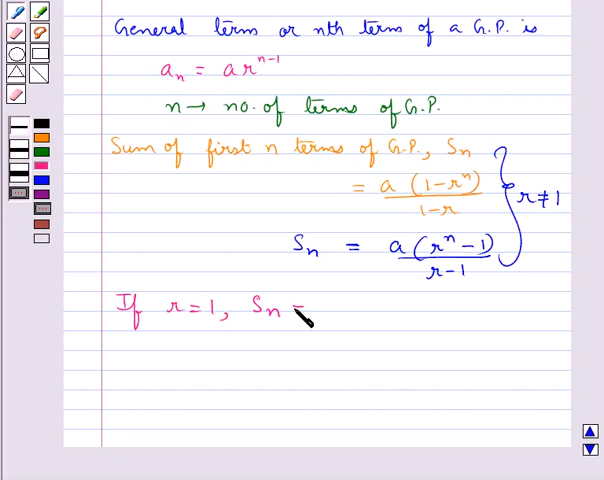 General term or nth term of a G.P. is
aₙ = arⁿ⁻¹
n → no. of terms of G.P.
Sum of first n terms of G.P., Sₙ
= a(1-rⁿ)/1-r
Sₙ = a(rⁿ-1)/r-1 } r≠1
If r=1, Sₙ =